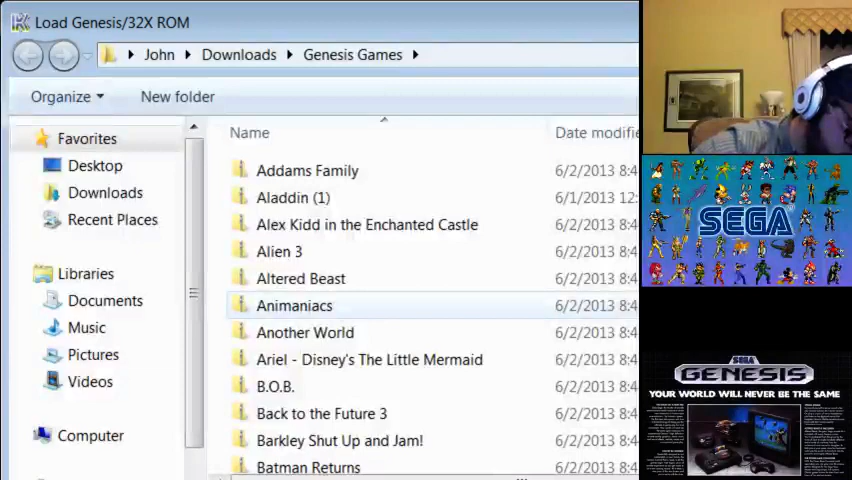 Load Genesis/32X ROM
John Downloads Genesis Games
Organize New folder
Favorites
Desktop
Downloads
Recent Places
Libraries
Documents
Music
Pictures
Videos
Computer
Name Date modifie
Addams Family 6/2/2013 8:4
Aladdin (1) 6/1/2013 12:
Alex Kidd in the Enchanted Castle 6/2/2013 8:4
Alien 3 6/2/2013 8:4
Altered Beast 6/2/2013 8:4
Animaniacs 6/2/2013 8:4
Another World 6/2/2013 8:4
Ariel - Disney's The Little Mermaid 6/2/2013 8:4
B.O.B. 6/2/2013 8:4
Back to the Future 3 6/2/2013 8:4
Barkley Shut Up and Jam! 6/2/2013 8:4
Batman Returns 6/2/2013 8:4
SEGA
SEGA
GENESIS
YOUR WORLD WILL NEVER BE THE SAME